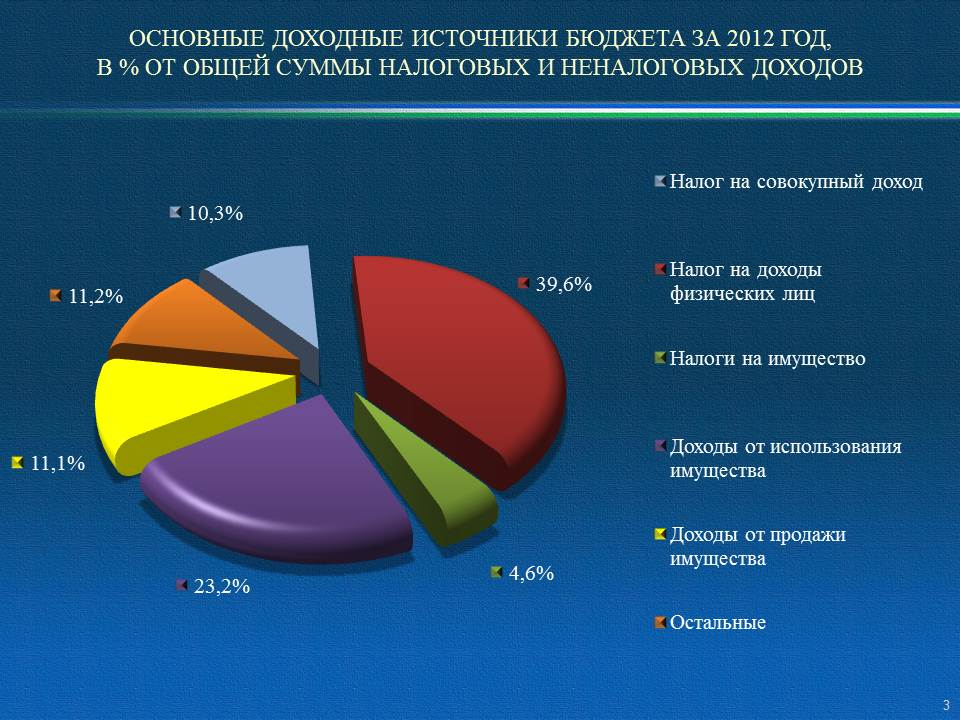 ОСНОВНЫЕ ДОХОДНЫЕ ИСТОЧНИКИ БЮДЖЕТА ЗА 2012 ГОД,
В % ОТ ОБЩЕЙ СУММЫ НАЛОГОВЫХ И НЕНАЛОГОВЫХ ДОХОДОВ
10,3%
39,6%
11,2%
11,1%
23,2%
4,6%
Налог на совокупный доход
Налог на доходы
физических лиц
Налоги на имущество
Доходы от использования
имущества
Доходы от продажи
имущества
Остальные
3